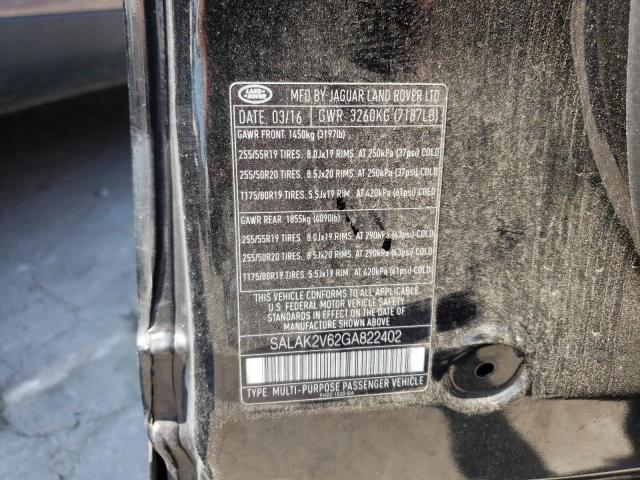 LAND ROVER
MFD BY JAGUAR LAND ROVER LTD
DATE 03/16 GWR 3260KG (7187LB)
GAWR FRONT 1450kg (3197lb)
255/55R19 TIRES, 8.0Jx19 RIMS, AT 250kPa (37psi) COLD
255/50R20 TIRES, 8.5Jx20 RIMS, AT 250kPa (37psi) COLD
T175/80R19 TIRES, 5.5Jx19 RIM, AT 420kPa (61psi) COLD
GAWR REAR 1855kg (4090lb)
255/55R19 TIRES, 8.0Jx19 RIMS, AT 290kPa (43psi) COLD
255/50R20 TIRES, 8.5Jx20 RIMS, AT 290kPa (43psi) COLD
T175/80R19 TIRES, 5.5Jx19 RIM, AT 420kPa (61psi) COLD
THIS VEHICLE CONFORMS TO ALL APPLICABLE
U.S FEDERAL MOTOR VEHICLE SAFETY
STANDARDS IN EFFECT ON THE DATE OF
MANUFACTURE SHOWN ABOVE
SALAK2V62GA822402
TYPE: MULTI-PURPOSE PASSENGER VEHICLE